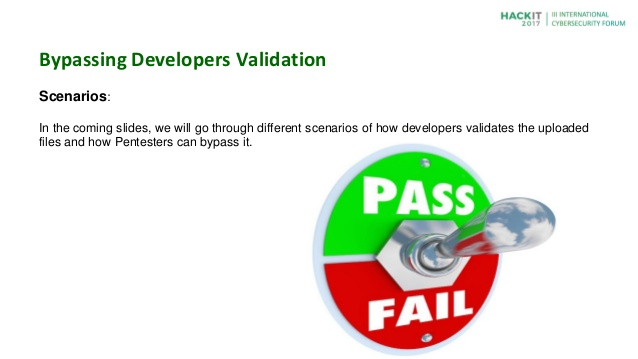 HACKIT
2017
III INTERNATIONAL
CYBERSECURITY FORUM
Bypassing Developers Validation
Scenarios:
In the coming slides, we will go through different scenarios of how developers validates the uploaded
files and how Pentesters can bypass it.
PASS
FAIL